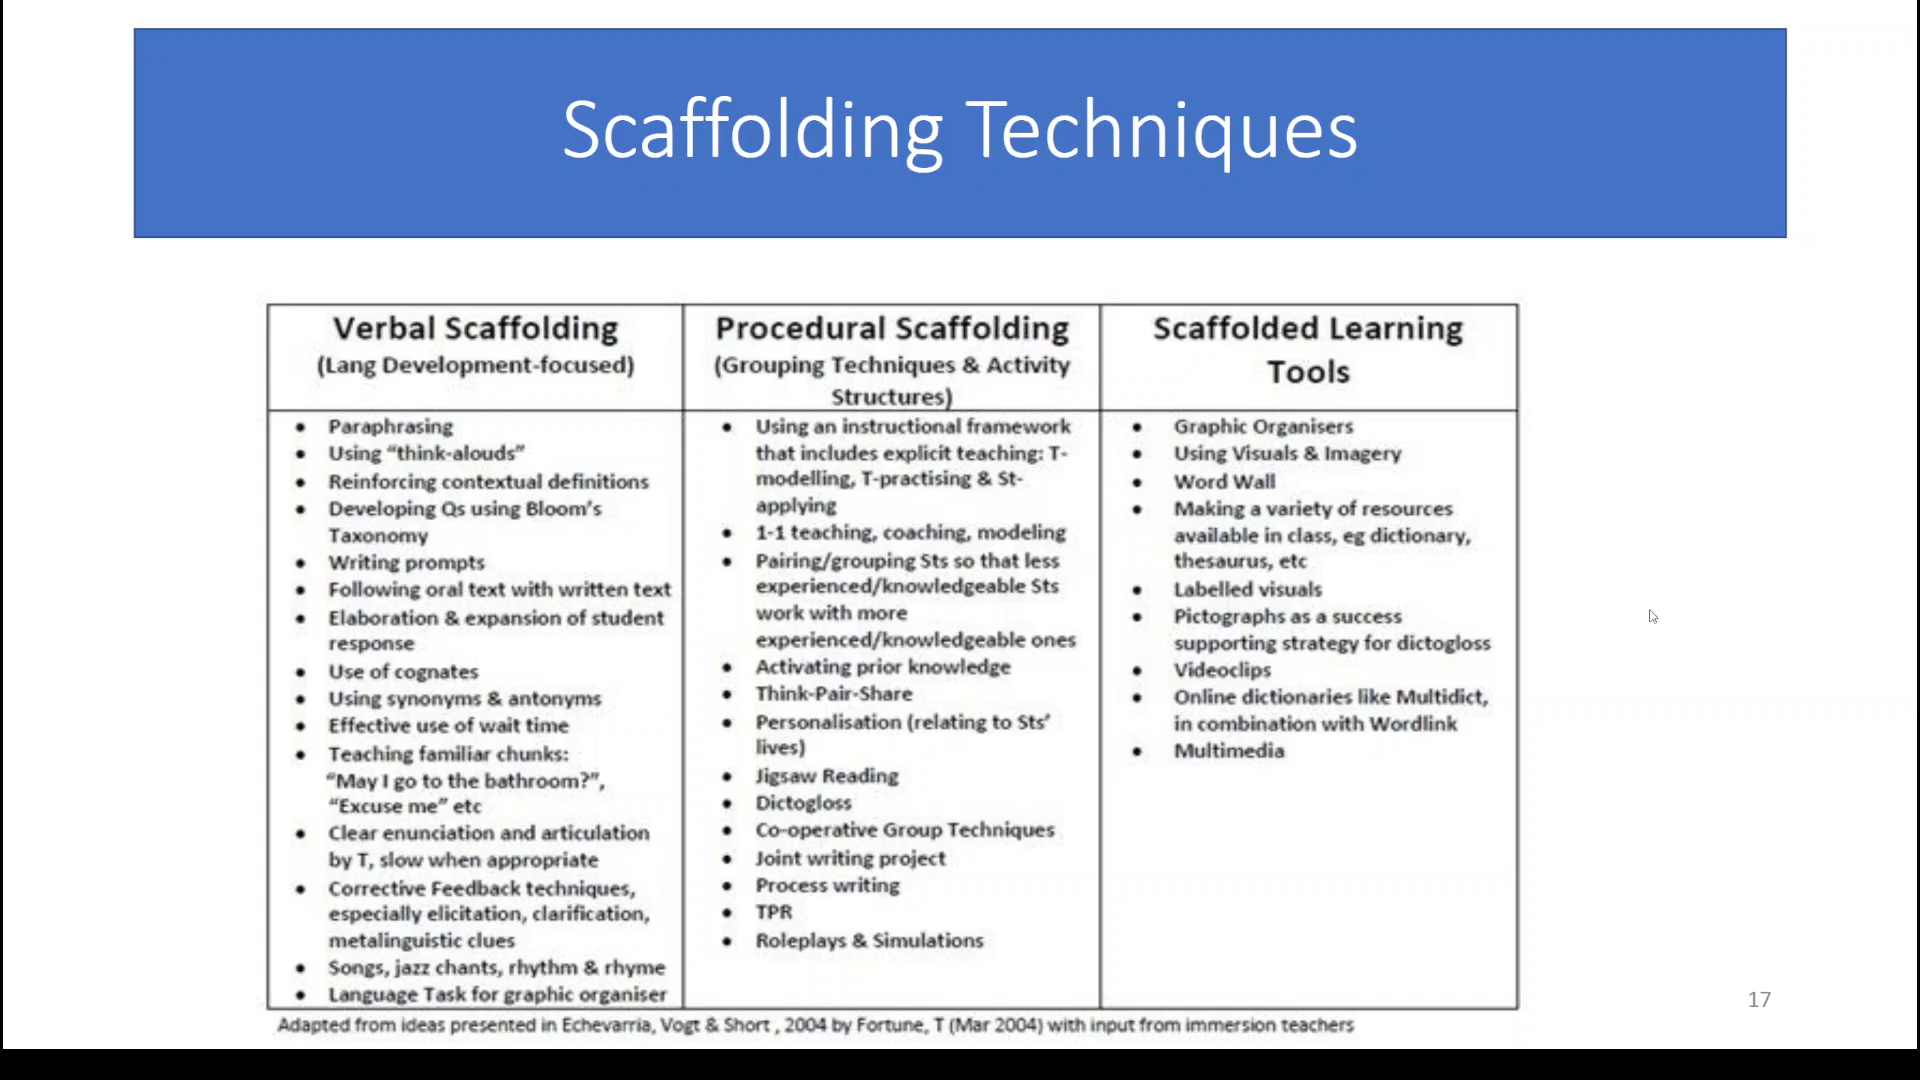 Scaffolding Techniques
Verbal Scaffolding
(Lang Development-focused)
• Paraphrasing
• Using “think-alouds”
• Reinforcing contextual definitions
• Developing Qs using Bloom’s
Taxonomy
• Writing prompts
• Following oral text with written text
• Elaboration & expansion of student
response
• Use of cognates
• Using synonyms & antonyms
• Effective use of wait time
• Teaching familiar chunks:
“May I go to the bathroom?”,
“Excuse me” etc
• Clear enunciation and articulation
by T, slow when appropriate
• Corrective Feedback techniques,
especially elicitation, clarification,
metalinguistic clues
• Songs, jazz chants, rhythm & rhyme
• Language Task for graphic organiser
Procedural Scaffolding
(Grouping Techniques & Activity
Structures)
• Using an instructional framework
that includes explicit teaching: T-
modelling, T-practising & St-
applying
• 1-1 teaching, coaching, modeling
• Pairing/grouping Sts so that less
experienced/knowledgeable Sts
work with more
experienced/knowledgeable ones
• Activating prior knowledge
• Think-Pair-Share
• Personalisation (relating to Sts’
lives)
• Jigsaw Reading
• Dictogloss
• Co-operative Group Techniques
• Joint writing project
• Process writing
• TPR
• Roleplays & Simulations
Scaffolded Learning
Tools
• Graphic Organisers
• Using Visuals & Imagery
• Word Wall
• Making a variety of resources
available in class, eg dictionary,
thesaurus, etc
• Labelled visuals
• Pictographs as a success
supporting strategy for dictogloss
• Videoclips
• Online dictionaries like Multidict,
in combination with Wordlink
• Multimedia
Adapted from ideas presented in Echevarria, Vogt & Short , 2004 by Fortune, T (Mar 2004) with input from immersion teachers
17